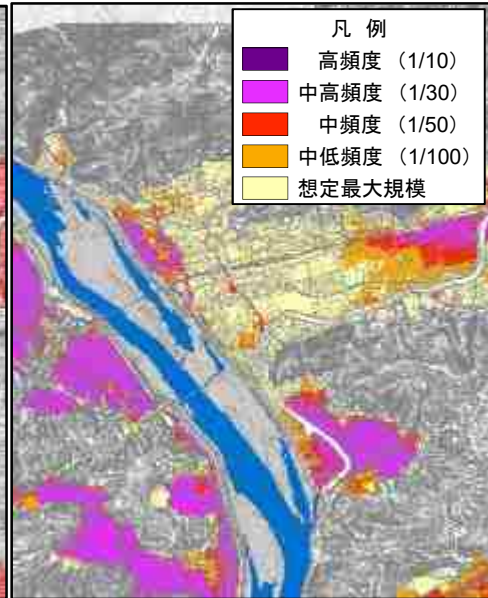 凡 例
高頻度 （1/10）
中高頻度 （1/30）
中頻度 （1/50）
中低頻度 （1/100）
想定最大規模